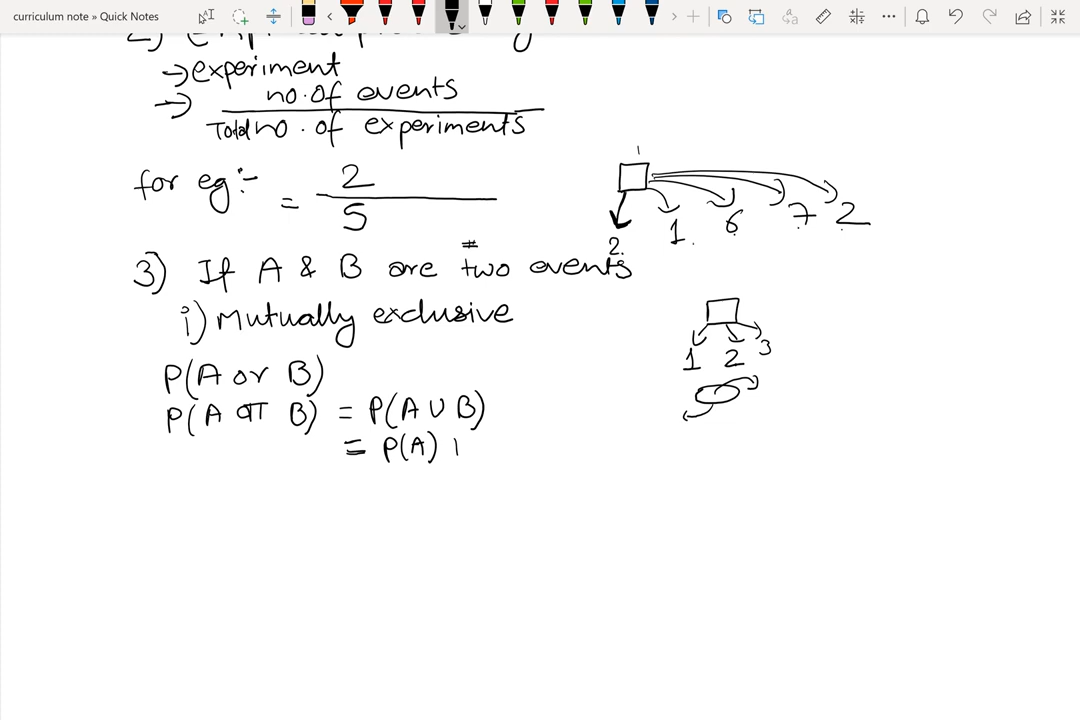 curriculum note » Quick Notes
2)
→ experiment
→ no. of events
Total no. of experiments
for eg:- = 2
5
2. 1. 6 7 2
3) If A & B are two events
i) Mutually exclusive
1 2 3
P(A or B)
P(A B) = P(A U B)
= P(A)